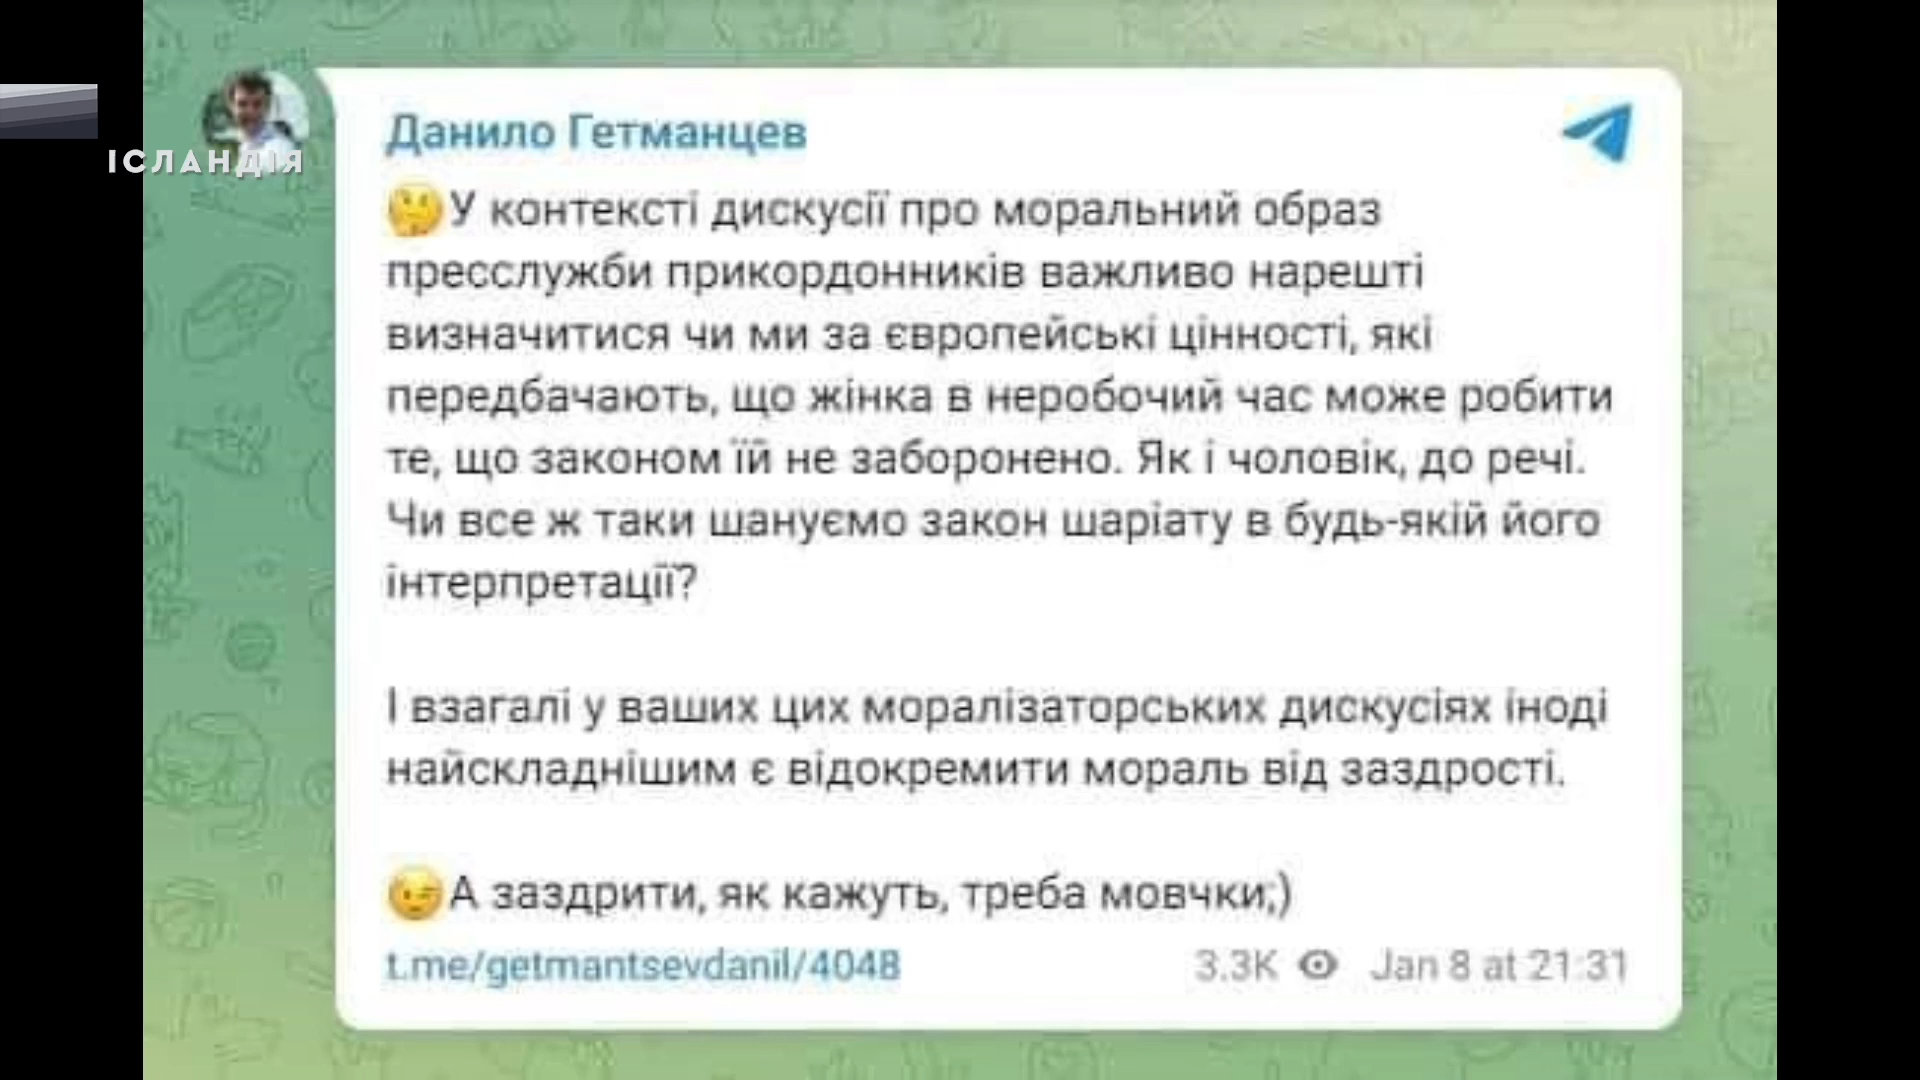 ІСЛАНДІЯ
Данило Гетманцев
🤔У контексті дискусії про моральний образ
пресслужби прикордонників важливо нарешті
визначитися чи ми за європейські цінності, які
передбачають, що жінка в неробочий час може робити
те, що законом їй не заборонено. Як і чоловік, до речі.
Чи все ж таки шануємо закон шаріату в будь-якій його
інтерпретації?
І взагалі у ваших цих моралізаторських дискусіях іноді
найскладнішим є відокремити мораль від заздрості.
😉А заздрити, як кажуть, треба мовчки;)
t.me/getmantsevdanil/4048 3.3K Jan 8 at 21:31